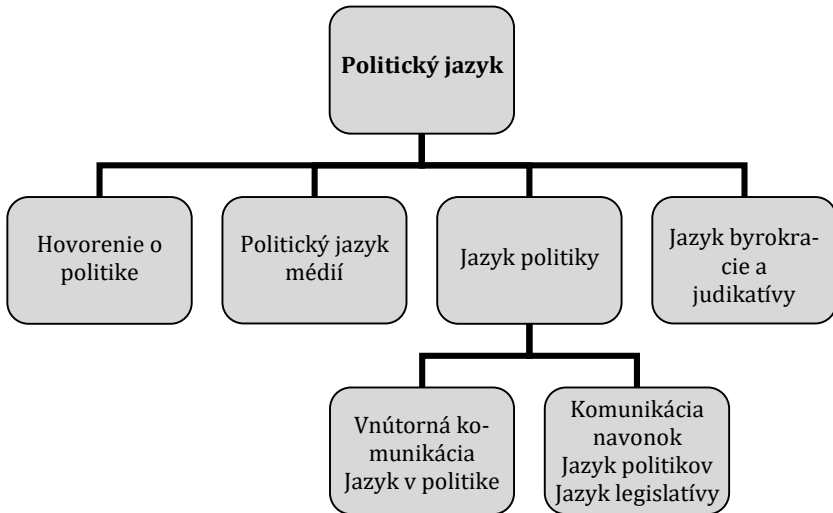 Politický jazyk
Hovorenie o
politike
Politický jazyk
médií
Jazyk politiky
Jazyk byrokra-
cie a
judikatívy
Vnútorná ko-
munikácia
Jazyk v politike
Komunikácia
navonok
Jazyk politikov
Jazyk legislatívy